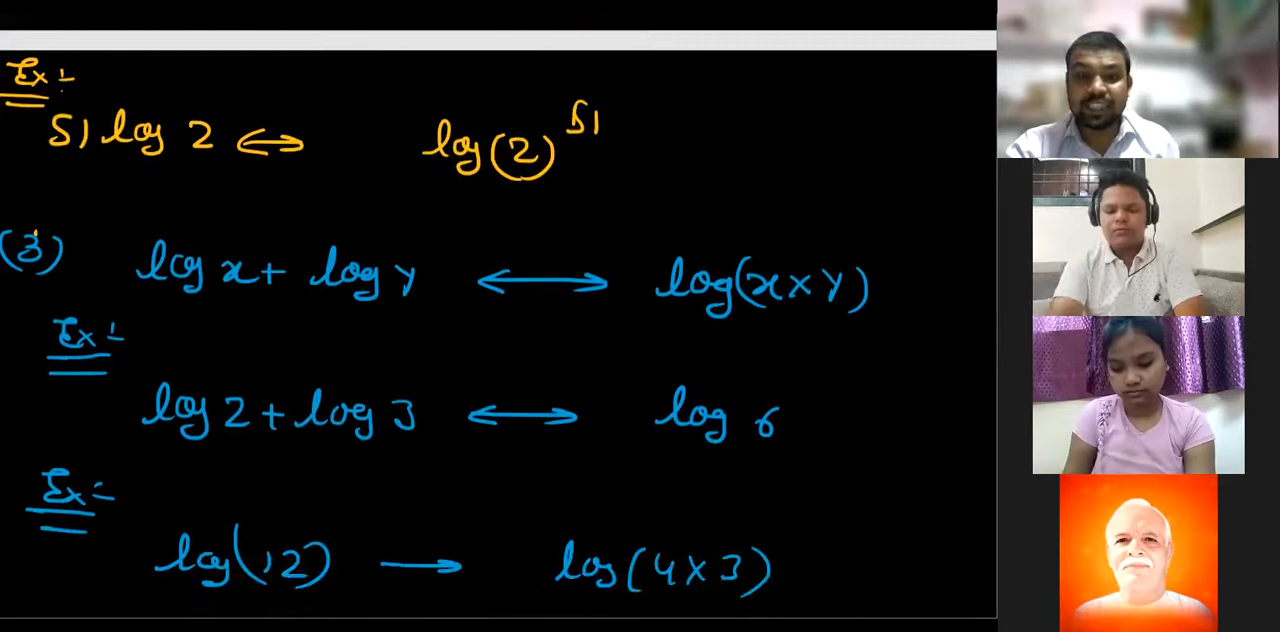 Ex:-
51 log 2 ⇔ log(2)^51
(3) log x + log y ⟷ log(x × y)
Ex:-
log 2 + log 3 ⟷ log 6
Ex:-
log(12) → log(4 × 3)